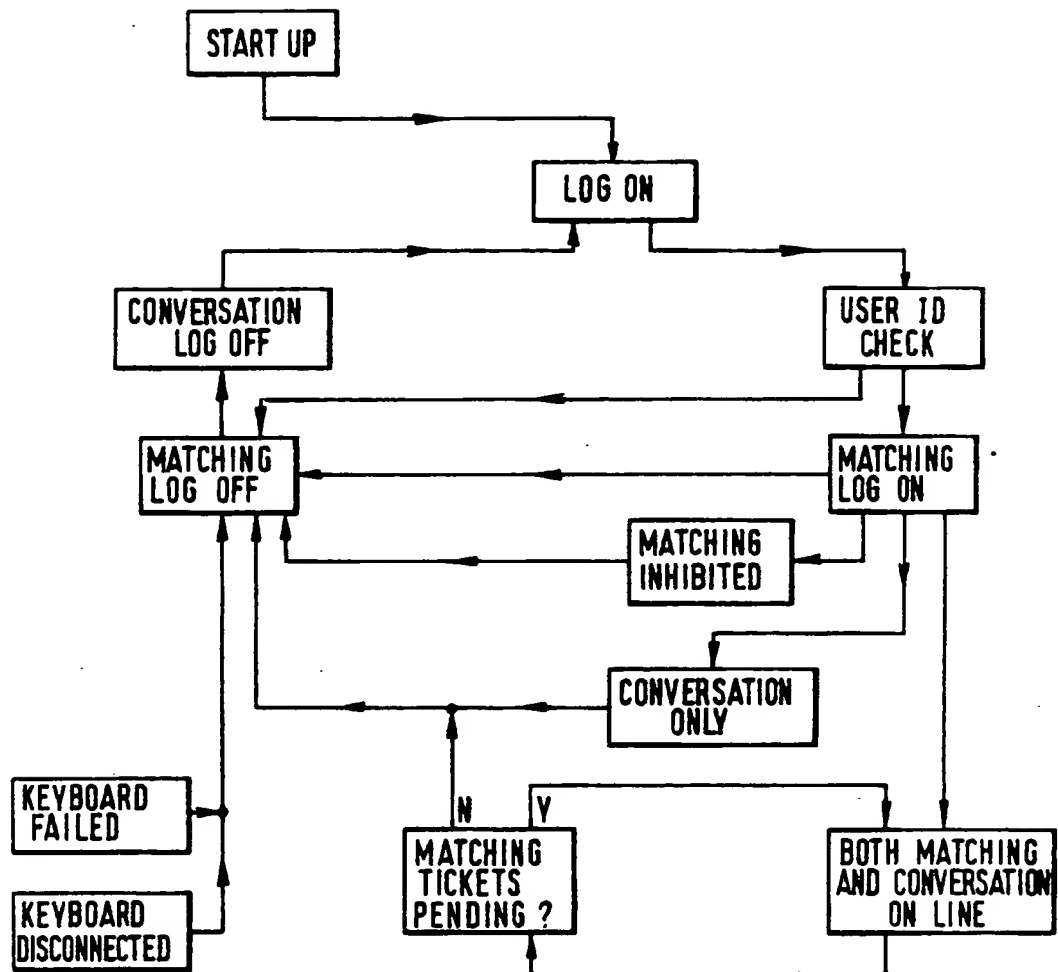 START UP
LOG ON
CONVERSATION
LOG OFF
USER ID
CHECK
MATCHING
LOG OFF
MATCHING
LOG ON
MATCHING
INHIBITED
CONVERSATION
ONLY
KEYBOARD
FAILED
N
Y
MATCHING
TICKETS
PENDING ?
BOTH MATCHING
AND CONVERSATION
ON LINE
KEYBOARD
DISCONNECTED